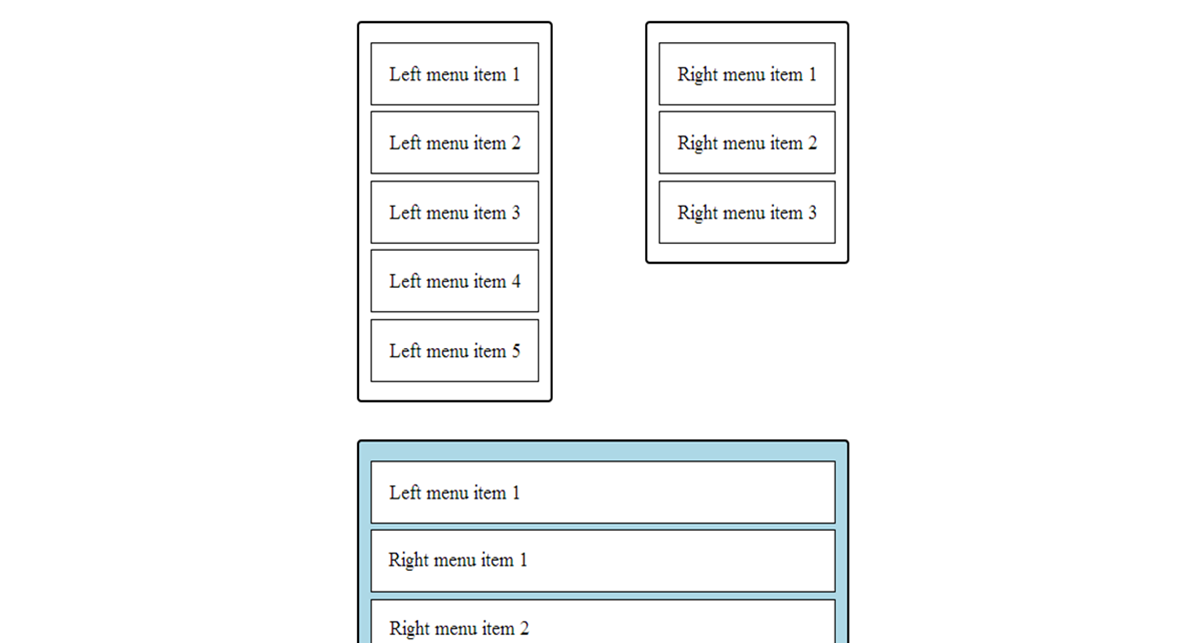 Left menu item 1
Left menu item 2
Left menu item 3
Left menu item 4
Left menu item 5
Right menu item 1
Right menu item 2
Right menu item 3
Left menu item 1
Right menu item 1
Right menu item 2